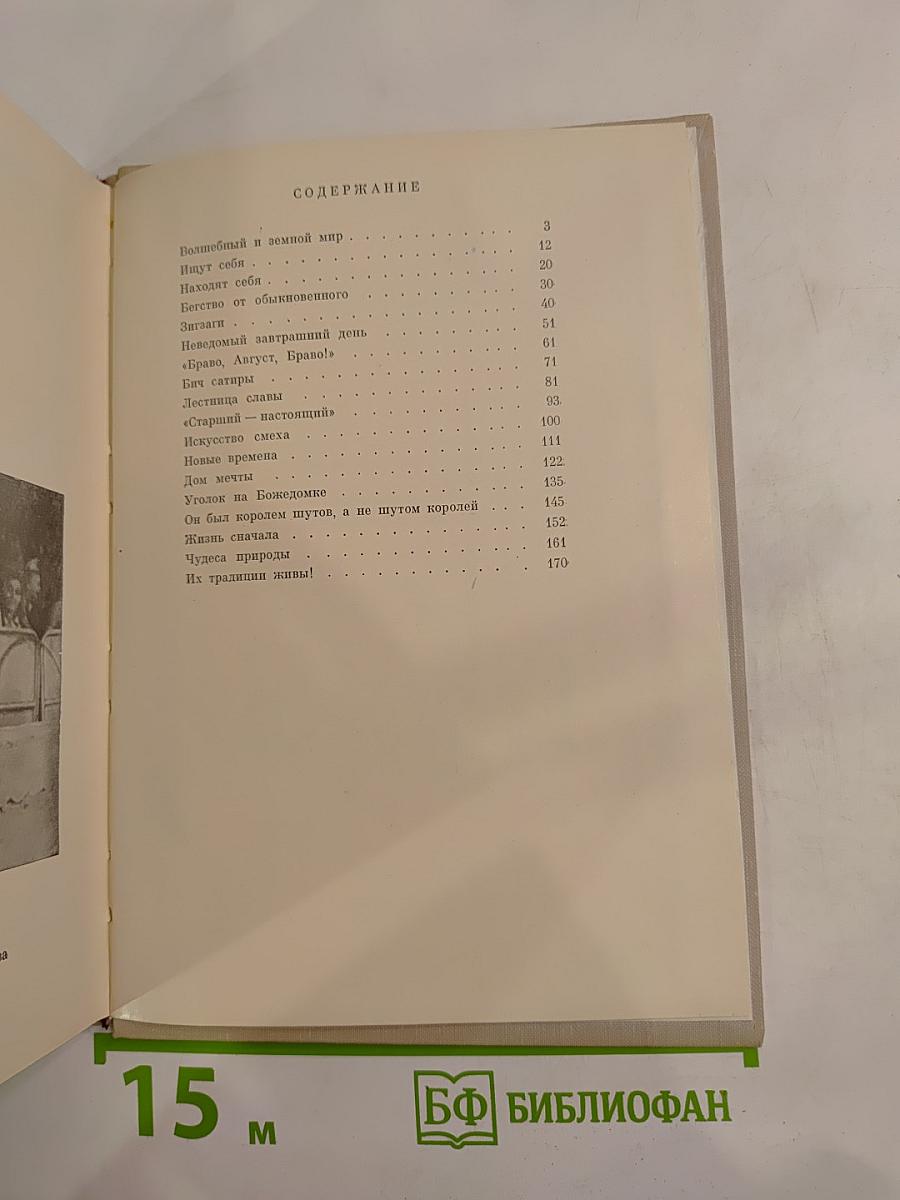 СОДЕРЖАНИЕ
Волшебный и земной мир . . . . . . . . . . . 3
Ищут себя . . . . . . . . . . . . . . 12
Находят себя . . . . . . . . . . . . . 20
Бегство от обыкновенного . . . . . . . . . 30
Зигзаги . . . . . . . . . . . . . . 40
Неведомый завтрашний день . . . . . . . . 51
«Браво, Август, Браво!» . . . . . . . . . . 61
Бич сатиры . . . . . . . . . . . . . 71
Лестница славы . . . . . . . . . . . . 81
«Старший — настоящий» . . . . . . . . . . 93
Искусство смеха . . . . . . . . . . . 100
Новые времена . . . . . . . . . . . . 111
Дом мечты . . . . . . . . . . . . 122
Уголок на Божедомке . . . . . . . . . . 135
Он был королем шутов, а не шутом королей . . . 145
Жизнь сначала . . . . . . . . . . . . 152
Чудеса природы . . . . . . . . . . . 161
Их традиции живы! . . . . . . . . . . . 170
15 м
БФ БИБЛИОФАН